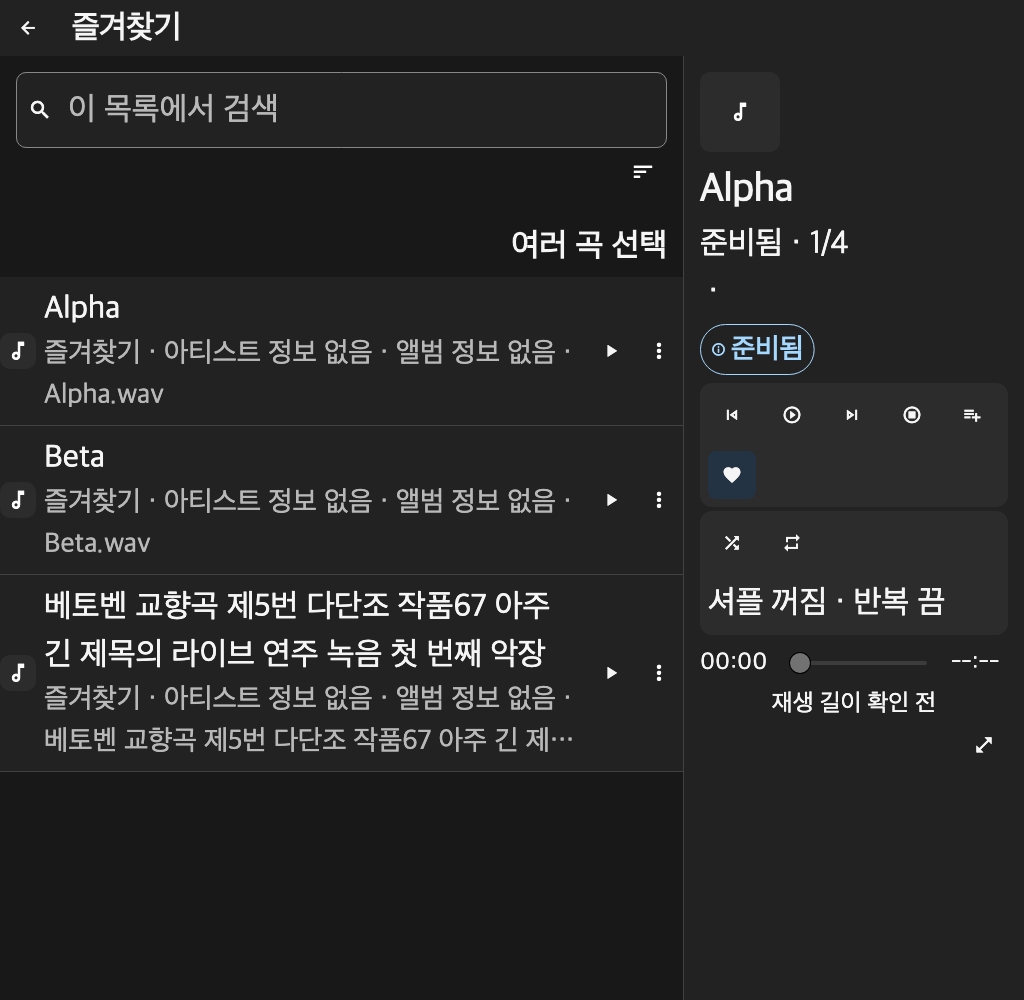 즐겨찾기
이 목록에서 검색
여러 곡 선택
Alpha
즐겨찾기 · 아티스트 정보 없음 · 앨범 정보 없음 ·
Alpha.wav
Beta
즐겨찾기 · 아티스트 정보 없음 · 앨범 정보 없음 ·
Beta.wav
베토벤 교향곡 제5번 다단조 작품67 아주
긴 제목의 라이브 연주 녹음 첫 번째 악장
즐겨찾기 · 아티스트 정보 없음 · 앨범 정보 없음 ·
베토벤 교향곡 제5번 다단조 작품67 아주 긴 제…
Alpha
준비됨 · 1/4
·
준비됨
셔플 꺼짐 · 반복 끔
00:00 --:--
재생 길이 확인 전